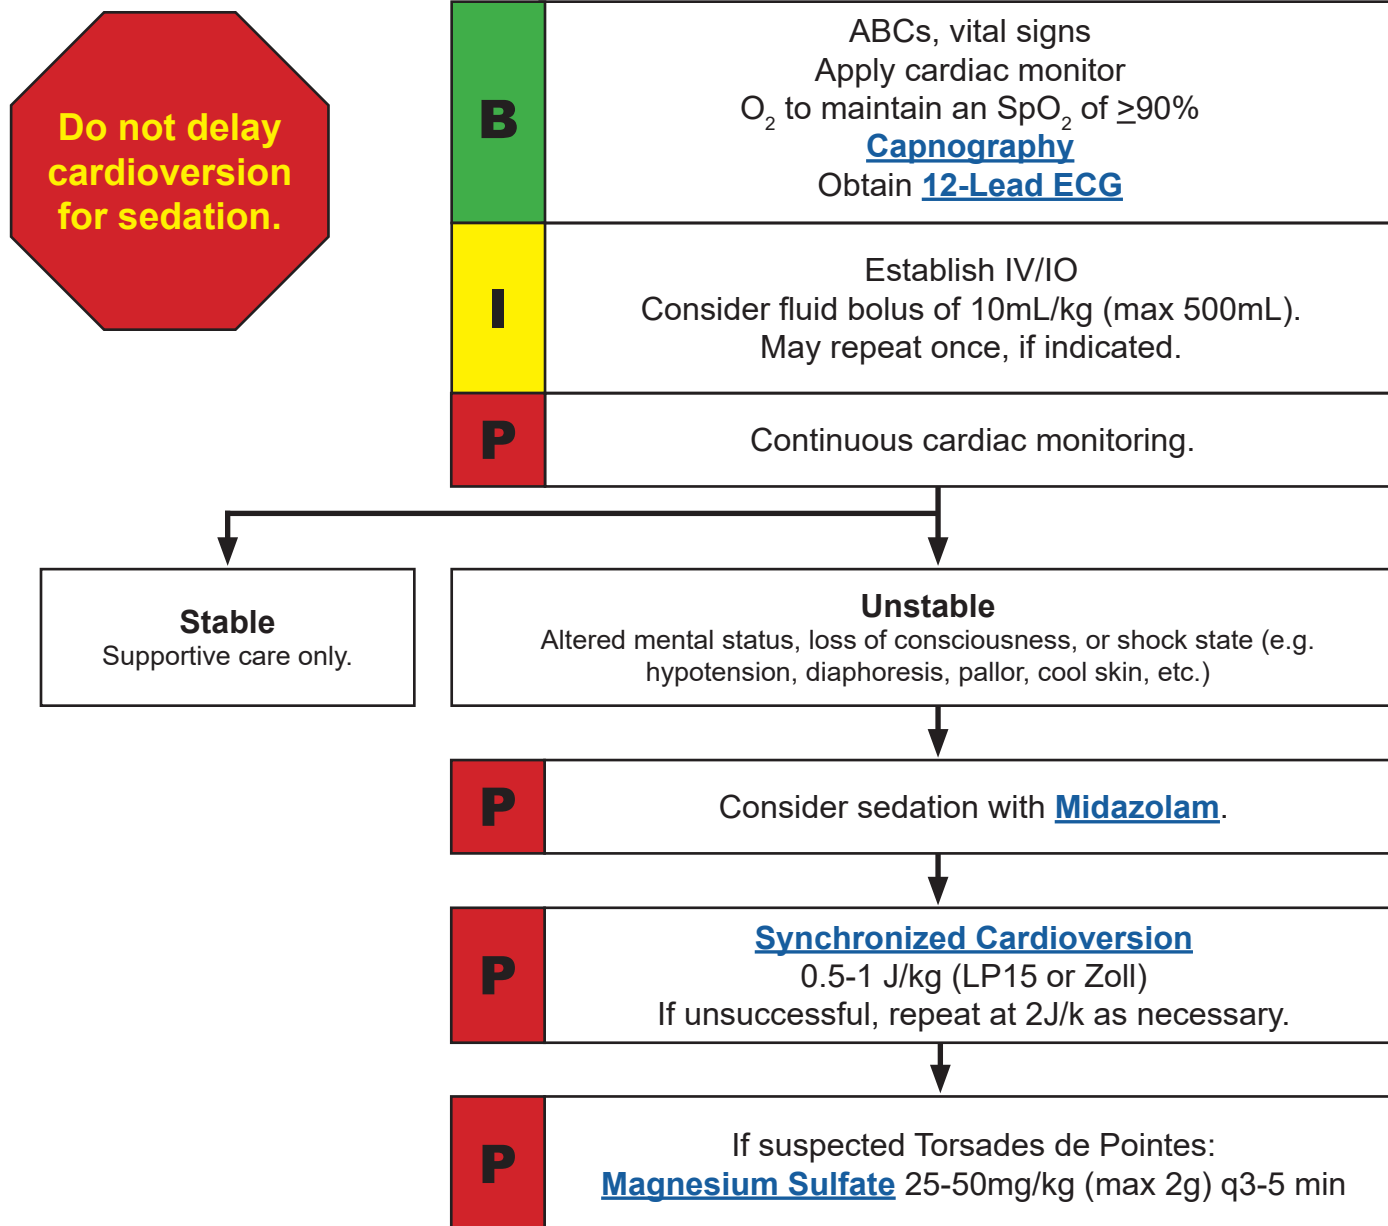 Do not delay
cardioversion
for sedation.
B
ABCs, vital signs
Apply cardiac monitor
O₂ to maintain an SpO₂ of ≥90%
Capnography
Obtain 12-Lead ECG
I
Establish IV/IO
Consider fluid bolus of 10mL/kg (max 500mL).
May repeat once, if indicated.
P
Continuous cardiac monitoring.
Stable
Supportive care only.
Unstable
Altered mental status, loss of consciousness, or shock state (e.g.
hypotension, diaphoresis, pallor, cool skin, etc.)
P
Consider sedation with Midazolam.
P
Synchronized Cardioversion
0.5-1 J/kg (LP15 or Zoll)
If unsuccessful, repeat at 2J/k as necessary.
P
If suspected Torsades de Pointes:
Magnesium Sulfate 25-50mg/kg (max 2g) q3-5 min